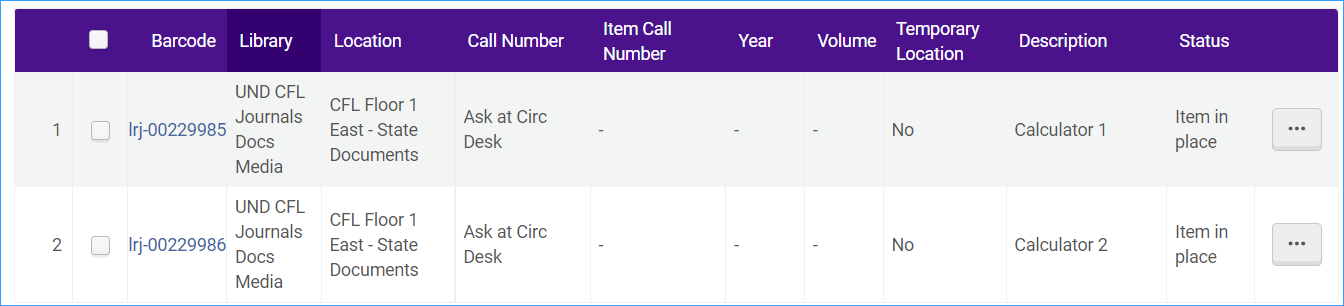 Barcode Library Location Call Number Item Call Number Year Volume Temporary Location Description Status
1 lrj-00229985 UND CFL Journals Docs Media CFL Floor 1 East - State Documents Ask at Circ Desk - - - No Calculator 1 Item in place ...
2 lrj-00229986 UND CFL Journals Docs Media CFL Floor 1 East - State Documents Ask at Circ Desk - - - No Calculator 2 Item in place ...